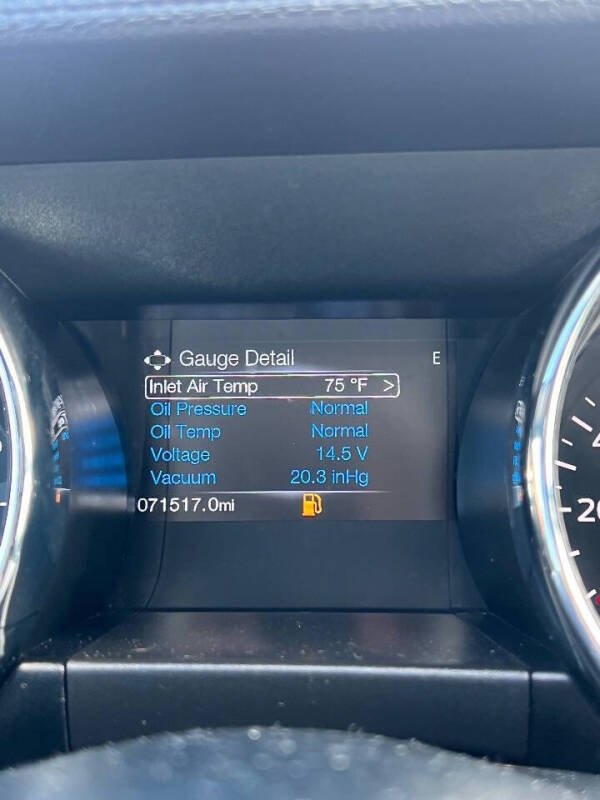 Gauge Detail E
Inlet Air Temp 75 °F >
Oil Pressure Normal
Oil Temp Normal
Voltage 14.5 V
Vacuum 20.3 inHg
071517.0mi
20